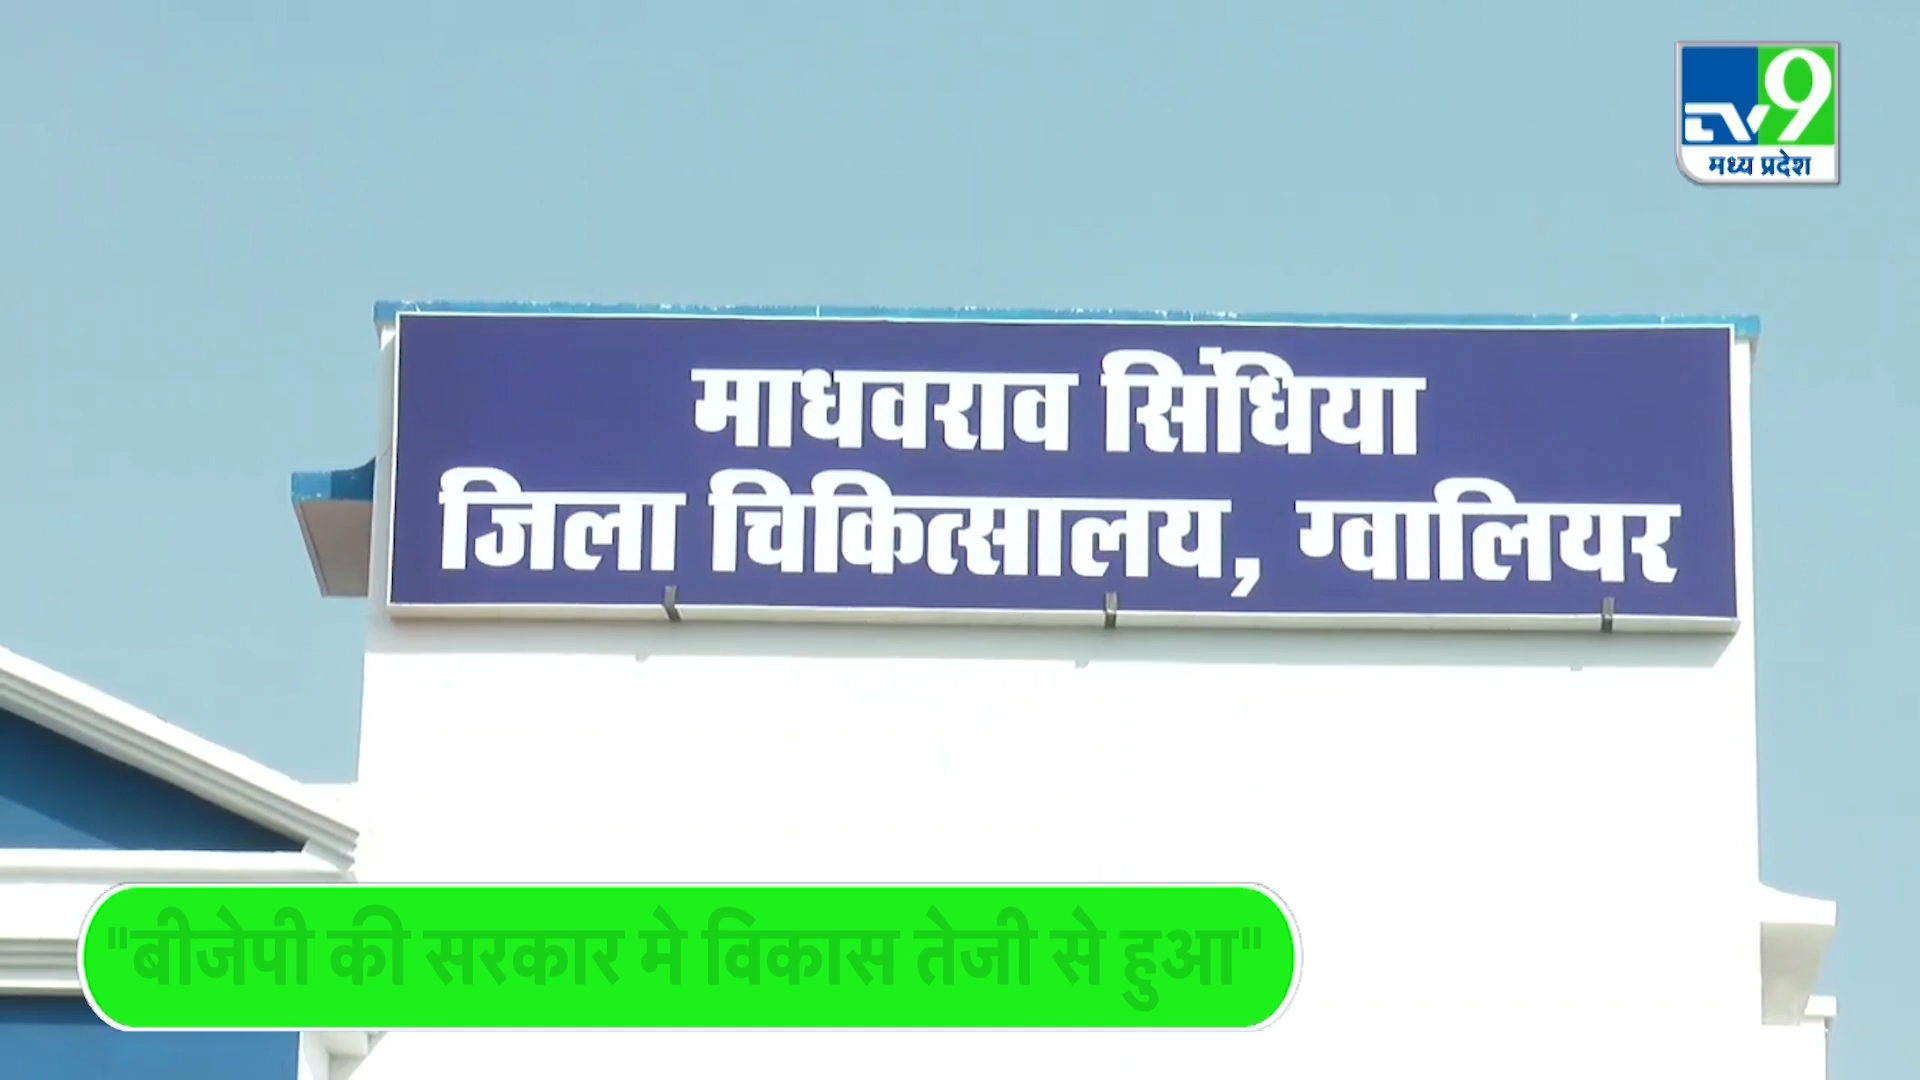 TV9
मध्य प्रदेश
माधवराव सिंधिया
जिला चिकित्सालय, ग्वालियर
"बीजेपी की सरकार मे विकास तेजी से हुआ"